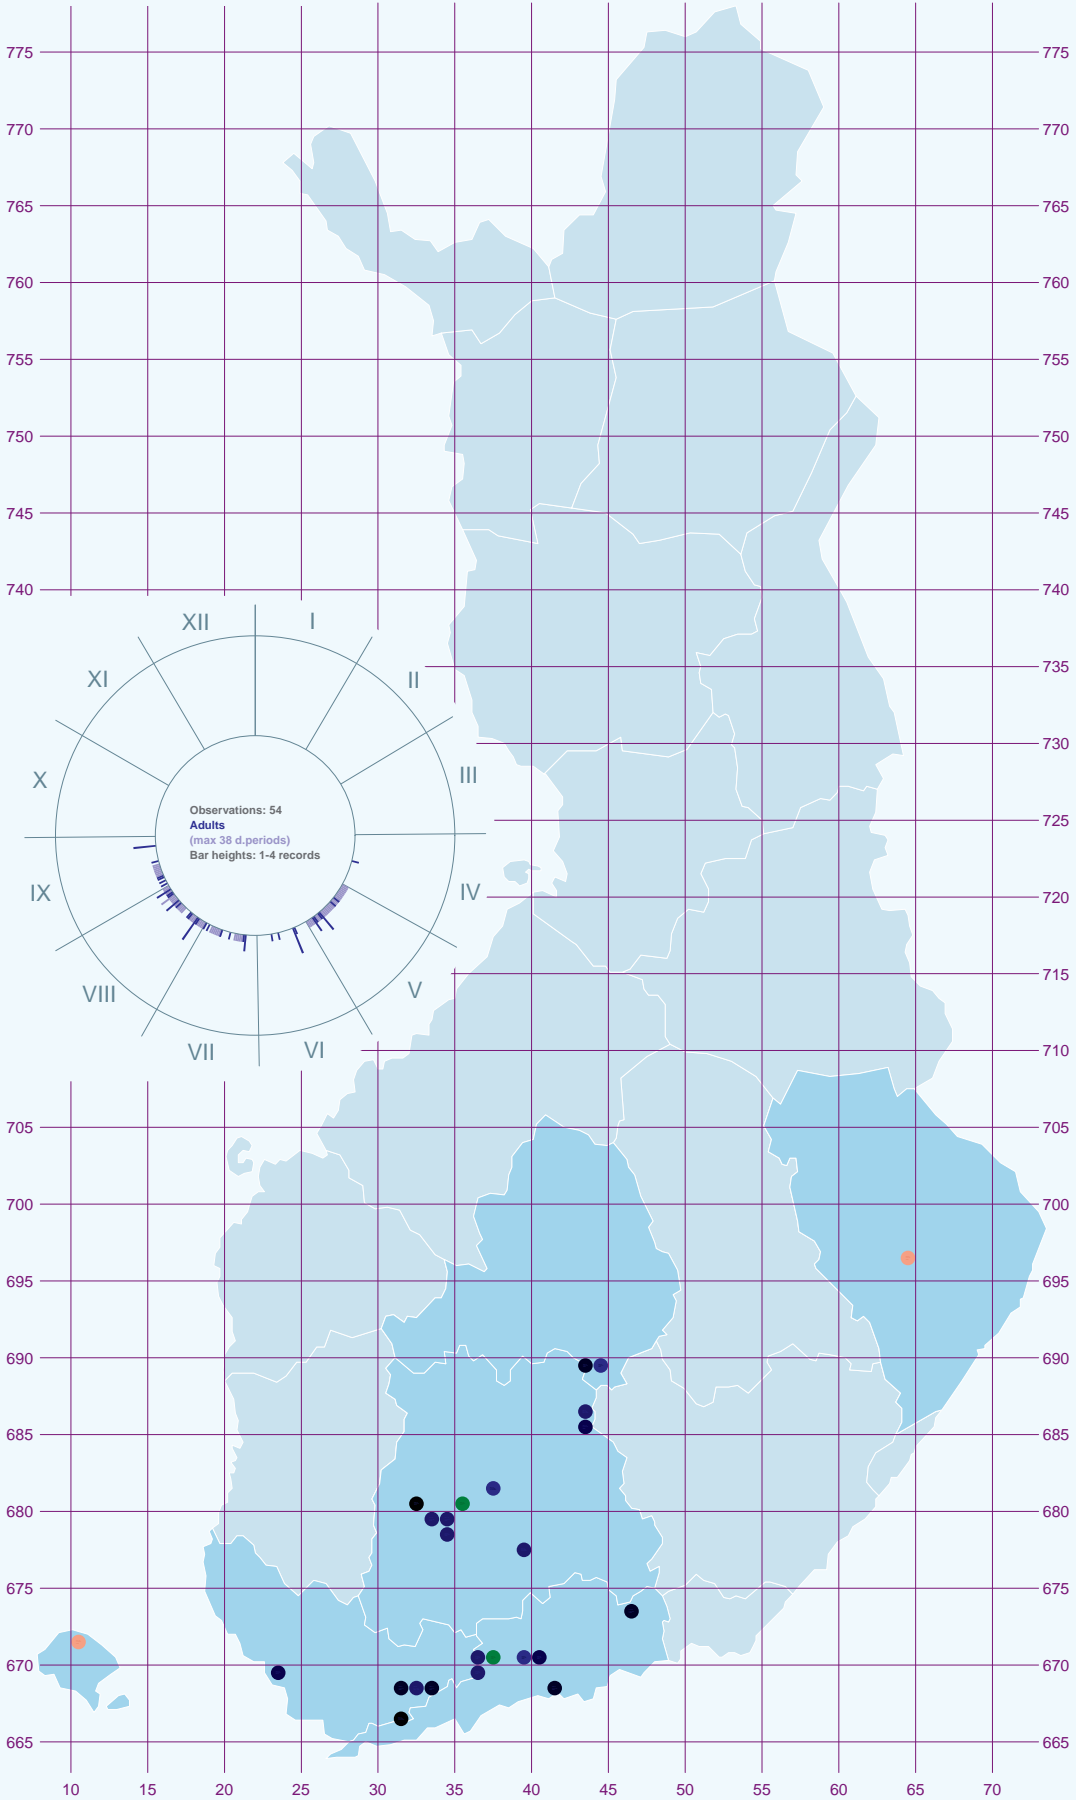 775 775
770 770
765 765
760 760
755 755
750 750
745 745
740 740
XII I
735
XI II
730
X III
725
Observations: 54
Adults
(max 38 d.periods)
Bar heights: 1-4 records
IX IV
720
715
VIII V
VII VI
710
705 705
700 700
695 695
690 690
685 685
680 680
675 675
670 670
665 665
10 15 20 25 30 35 40 45 50 55 60 65 70